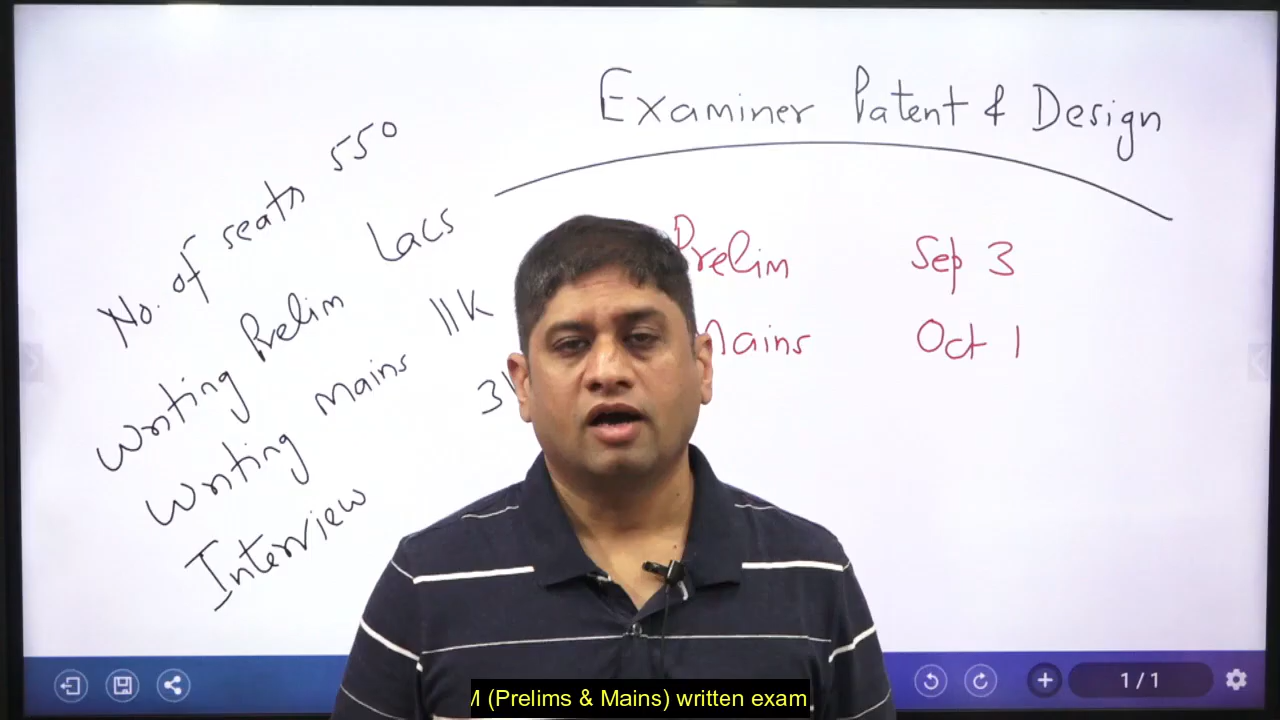 Examiner Patent & Design
No. of seats 550
Writing Prelim Lacs
Writing Mains 11K
Interview
Prelim Sep 3
Mains Oct 1
1/1
(Prelims & Mains) written exam